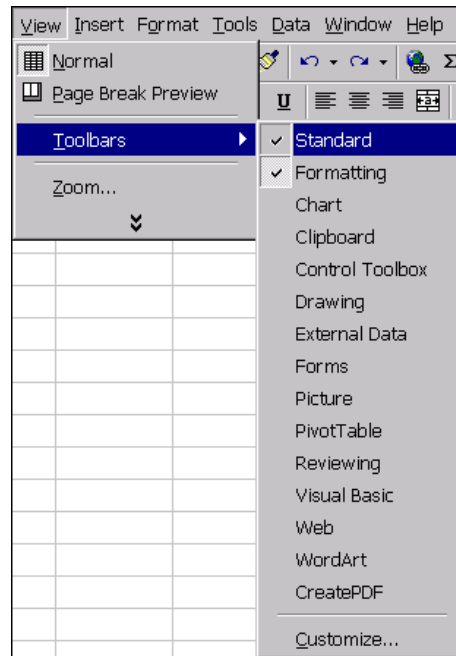 View Insert Format Tools Data Window Help
Normal
Page Break Preview
U
Toolbars
Zoom...
Standard
Formatting
Chart
Clipboard
Control Toolbox
Drawing
External Data
Forms
Picture
PivotTable
Reviewing
Visual Basic
Web
WordArt
CreatePDF
Customize...